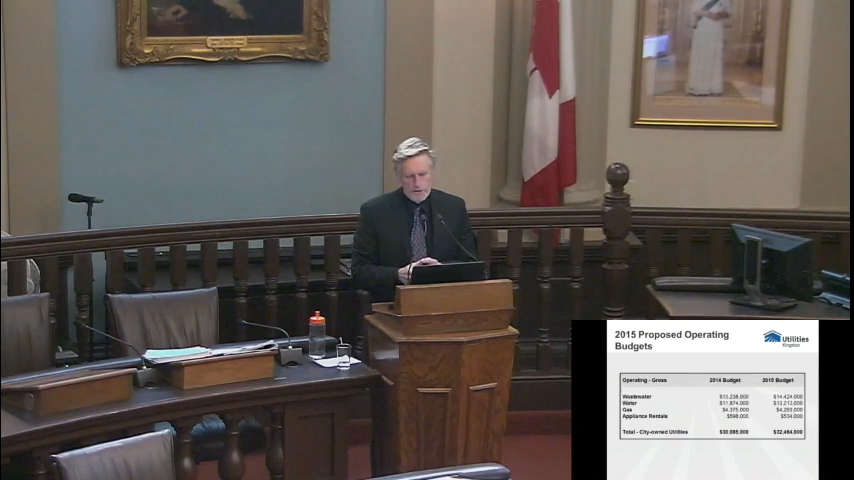 2015 Proposed Operating
Budgets
Utilities
Kingston
Operating - Gross 2014 Budget 2015 Budget
Wastewater $13,238,000 $14,424,000
Water $11,874,000 $13,213,000
Gas $4,375,000 $4,293,000
Appliance Rentals $598,000 $534,000
Total - City-owned Utilities $30,085,000 $32,464,000